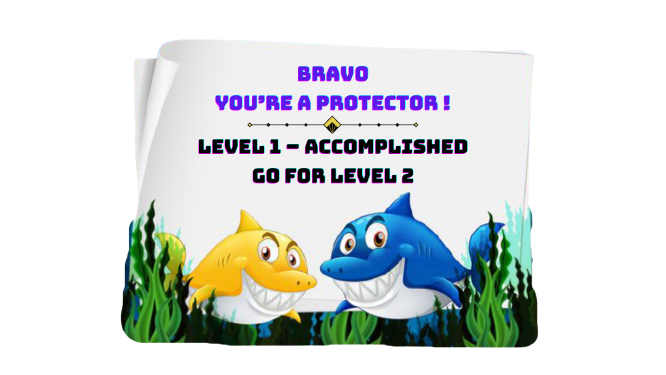 BRAVO
YOU'RE A PROTECTOR !
LEVEL 1 – ACCOMPLISHED
GO FOR LEVEL 2